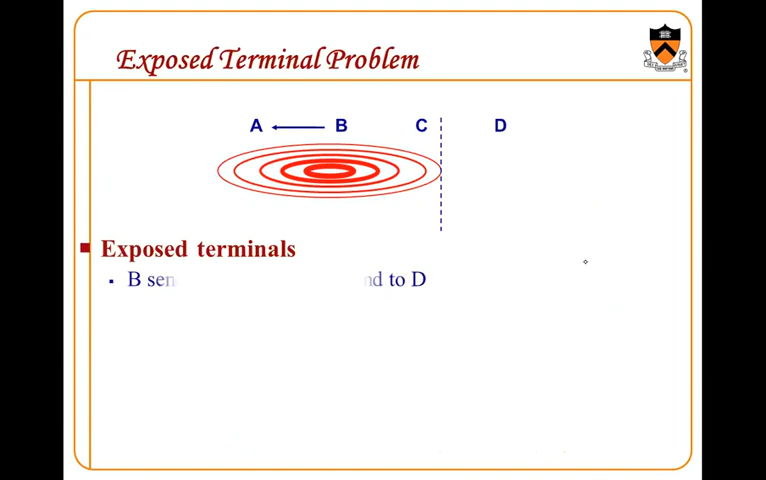 Exposed Terminal Problem
A B C D
Exposed terminals
B sen nd to D